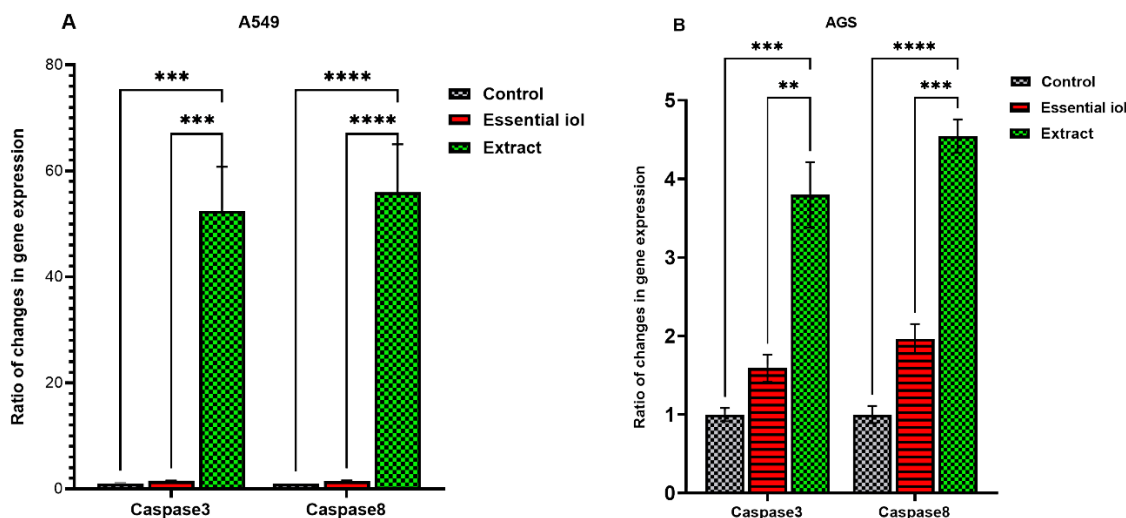 A
A549
Ratio of changes in gene expression
80
60
40
20
0
***
****
***
****
Control
Essential iol
Extract
Caspase3
Caspase8
B
AGS
Ratio of changes in gene expression
5
4
3
2
1
0
***
****
**
***
Control
Essential iol
Extract
Caspase3
Caspase8